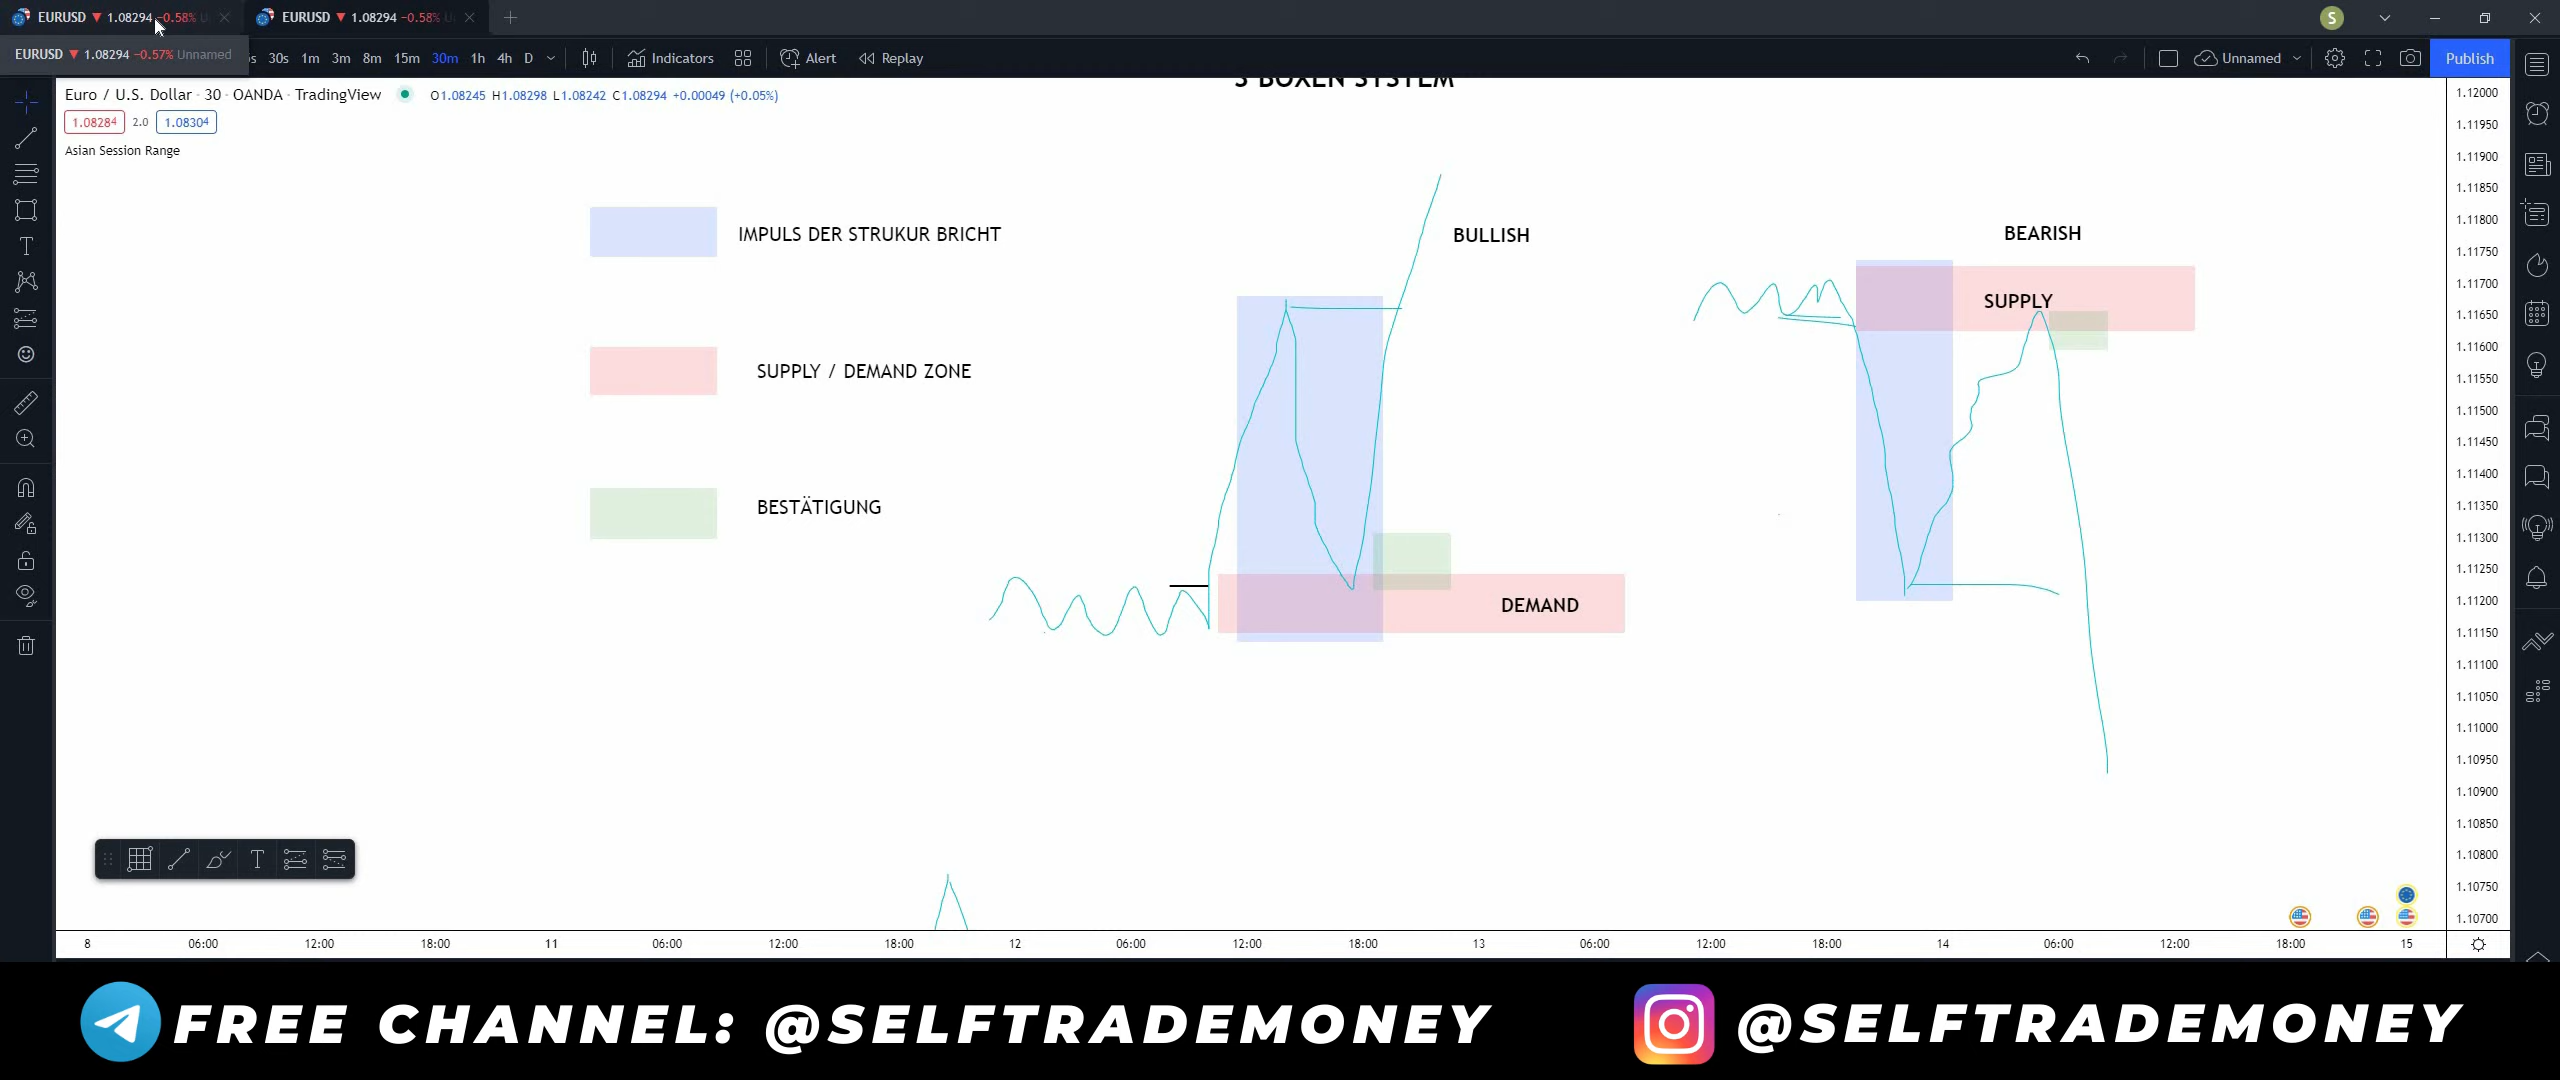 EURUSD ▼ 1.08294 −0.58% U
EURUSD ▼ 1.08294 −0.58% U
S
EURUSD ▼ 1.08294 −0.57% Unnamed
s 30s 1m 3m 8m 15m 30m 1h 4h D
Indicators
Alert
Replay
Unnamed
Publish
3 BOXEN SYSTEM
Euro / U.S. Dollar · 30 · OANDA · TradingView
O1.08245 H1.08298 L1.08242 C1.08294 +0.00049 (+0.05%)
1.08284 2.0 1.08304
Asian Session Range
IMPULS DER STRUKUR BRICHT
BULLISH
BEARISH
SUPPLY
SUPPLY / DEMAND ZONE
BESTÄTIGUNG
DEMAND
1.12000
1.11950
1.11900
1.11850
1.11800
1.11750
1.11700
1.11650
1.11600
1.11550
1.11500
1.11450
1.11400
1.11350
1.11300
1.11250
1.11200
1.11150
1.11100
1.11050
1.11000
1.10950
1.10900
1.10850
1.10800
1.10750
1.10700
8 06:00 12:00 18:00 11 06:00 12:00 18:00 12 06:00 12:00 18:00 13 06:00 12:00 18:00 14 06:00 12:00 18:00 15
FREE CHANNEL: @SELFTRADEMONEY
@SELFTRADEMONEY